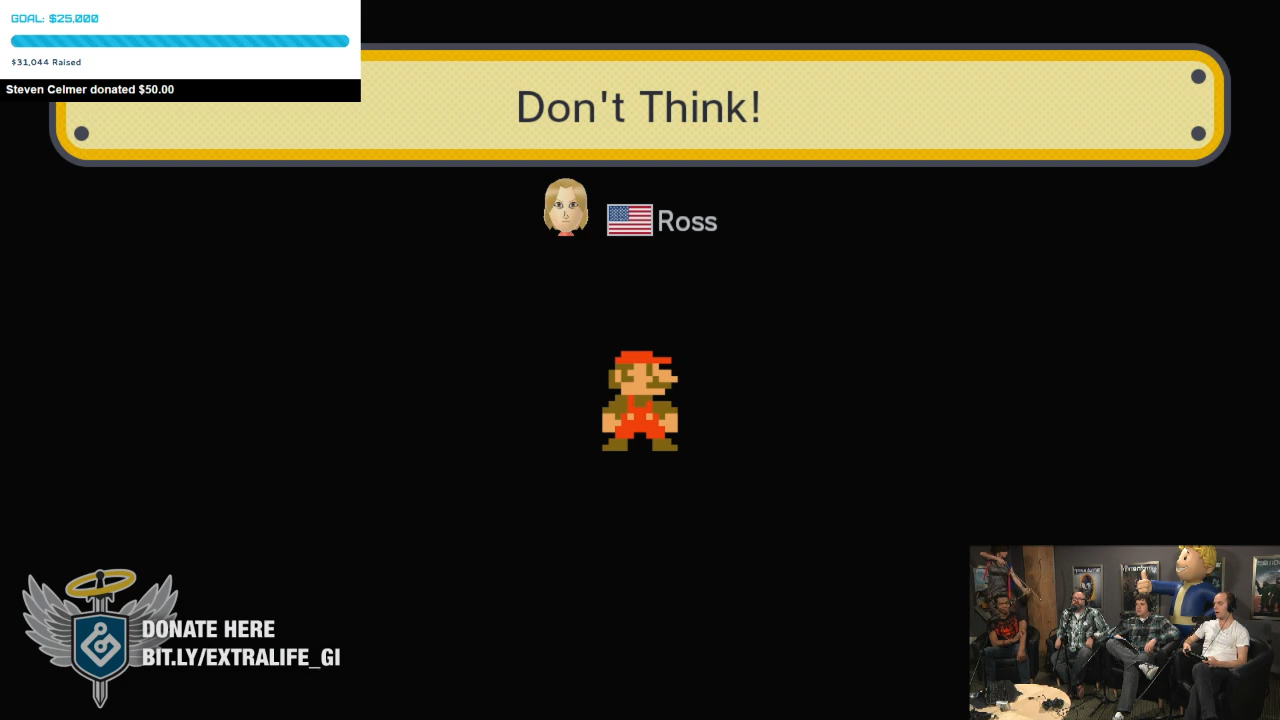 GOAL: $25,000
$31,044 Raised
Steven Celmer donated $50.00
Don't Think!
Ross
DONATE HERE
BIT.LY/EXTRALIFE_GI